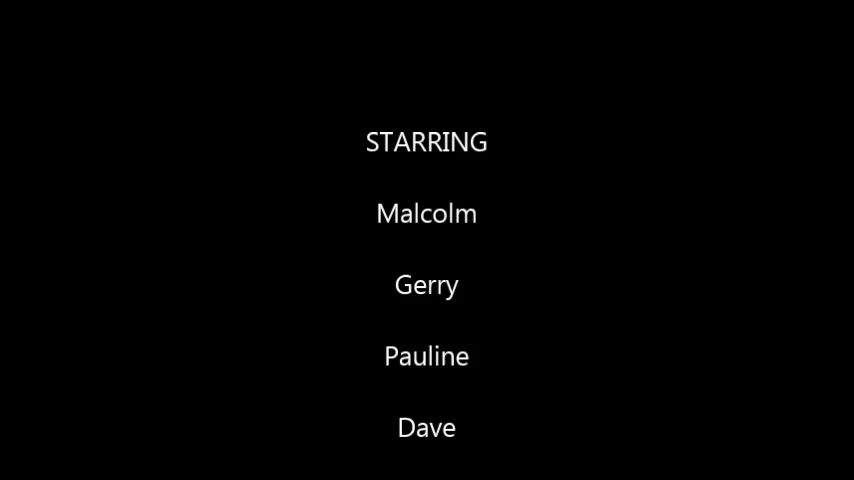 STARRING
Malcolm
Gerry
Pauline
Dave